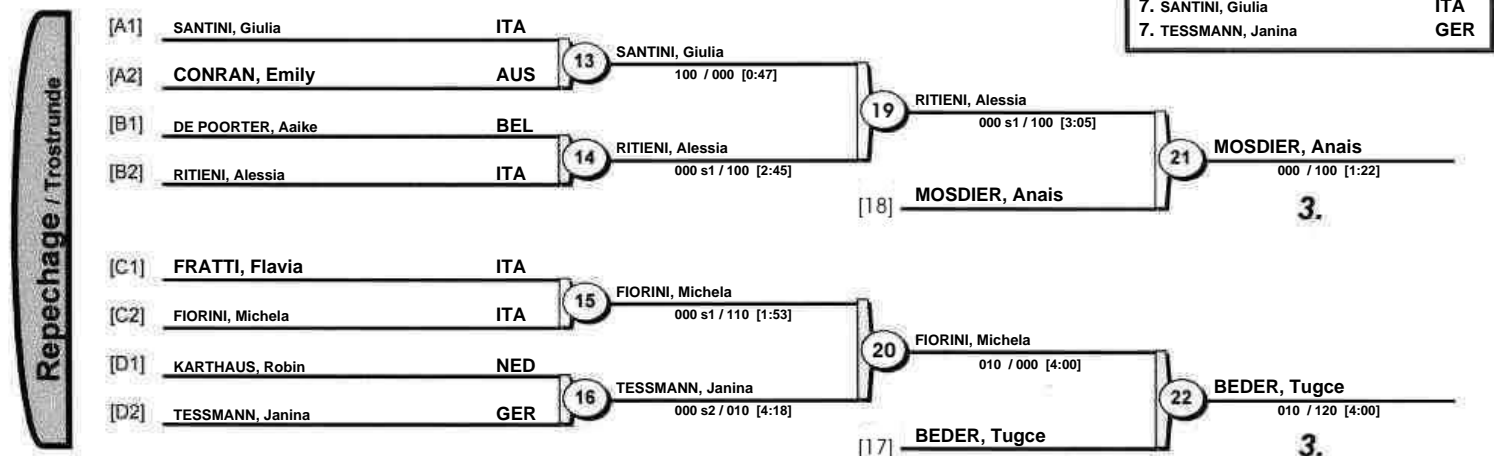 7. SANTINI, Giulia ITA
7. TESSMANN, Janina GER
Repechage / Trostrunde
[A1] SANTINI, Giulia ITA
13 SANTINI, Giulia
100 / 000 [0:47]
[A2] CONRAN, Emily AUS
19 RITIENI, Alessia
000 s1 / 100 [3:05]
[B1] DE POORTER, Aaike BEL
14 RITIENI, Alessia
000 s1 / 100 [2:45]
21 MOSDIER, Anais
000 / 100 [1:22]
[B2] RITIENI, Alessia ITA
[18] MOSDIER, Anais
3.
[C1] FRATTI, Flavia ITA
15 FIORINI, Michela
000 s1 / 110 [1:53]
[C2] FIORINI, Michela ITA
20 FIORINI, Michela
010 / 000 [4:00]
[D1] KARTHAUS, Robin NED
16 TESSMANN, Janina
000 s2 / 010 [4:18]
22 BEDER, Tugce
010 / 120 [4:00]
[D2] TESSMANN, Janina GER
[17] BEDER, Tugce
3.